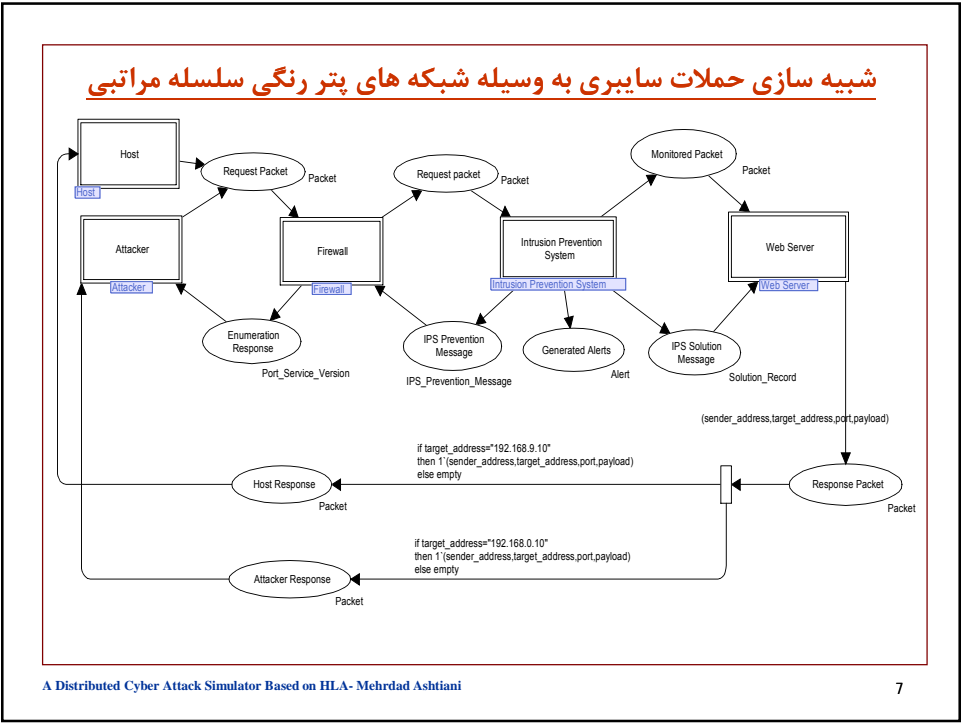 شبیه سازی حملات سایبری به وسیله شبکه های پتر رنگی سلسله مراتبی
Host
Host
Request Packet
Packet
Request packet
Packet
Monitored Packet
Packet
Attacker
Attacker
Firewall
Firewall
Intrusion Prevention
System
Intrusion Prevention System
Web Server
Web Server
Enumeration
Response
Port_Service_Version
IPS Prevention
Message
IPS_Prevention_Message
Generated Alerts
Alert
IPS Solution
Message
Solution_Record
(sender_address,target_address,port,payload)
if target_address="192.168.9.10"
then 1`(sender_address,target_address,port,payload)
else empty
Host Response
Packet
Response Packet
Packet
if target_address="192.168.0.10"
then 1`(sender_address,target_address,port,payload)
else empty
Attacker Response
Packet
A Distributed Cyber Attack Simulator Based on HLA- Mehrdad Ashtiani
7